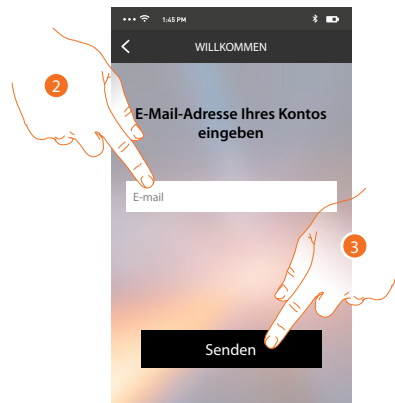 1:45 PM
WILLKOMMEN
2
E-Mail-Adresse Ihres Kontos
eingeben
E-mail
3
Senden